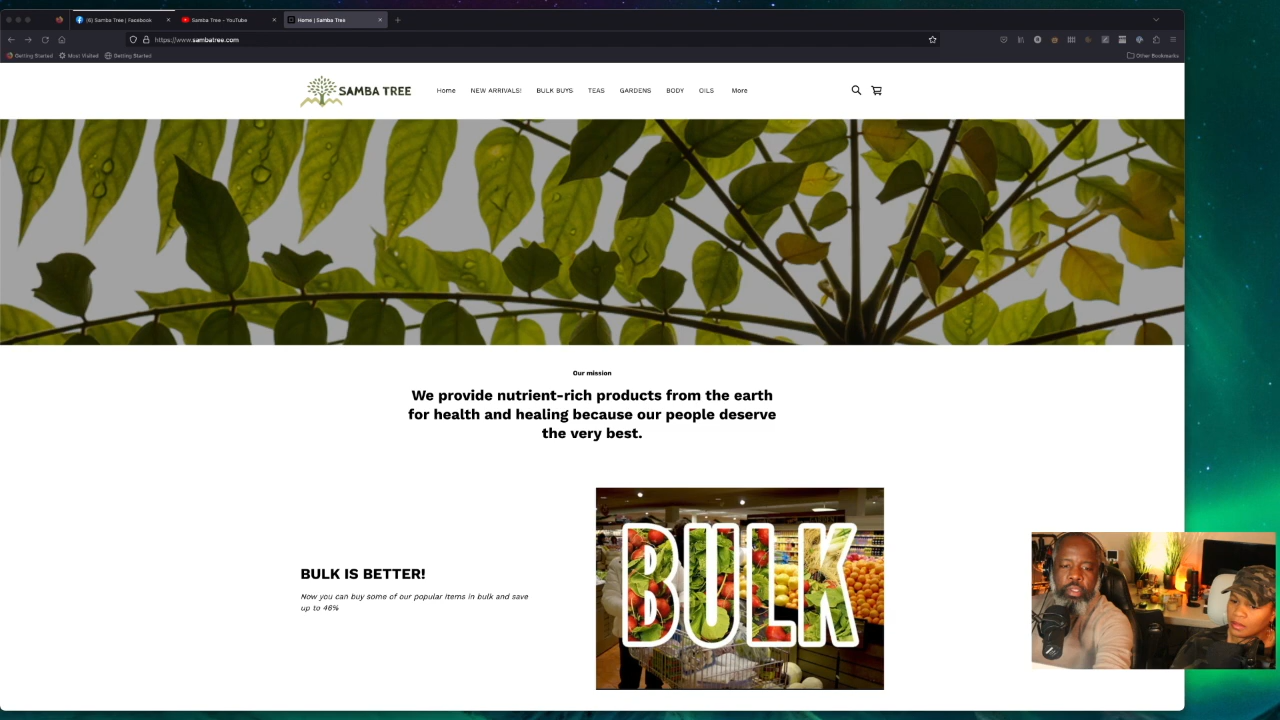 (6) Samba Tree | Facebook
Samba Tree - YouTube
Home | Samba Tree
https://www.sambatree.com
Getting Started
Most Visited
Getting Started
Other Bookmarks
SAMBA TREE
Home
NEW ARRIVALS!
BULK BUYS
TEAS
GARDENS
BODY
OILS
More
Our mission
We provide nutrient-rich products from the earth
for health and healing because our people deserve
the very best.
BULK IS BETTER!
Now you can buy some of our popular items in bulk and save
up to 46%
BULK